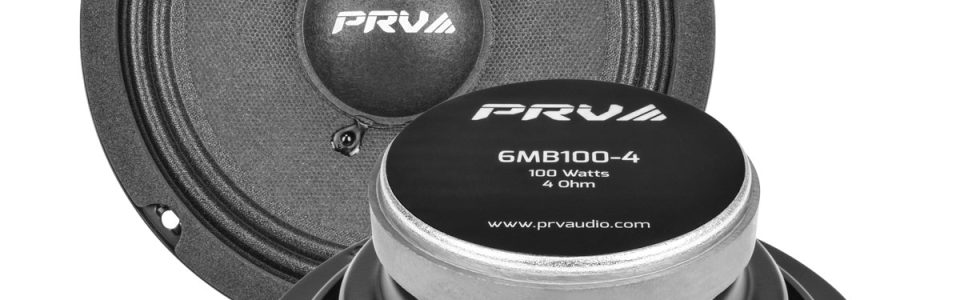 PRV
PRV
6MB100-4
100 Watts
4 Ohm
www.prvaudio.com